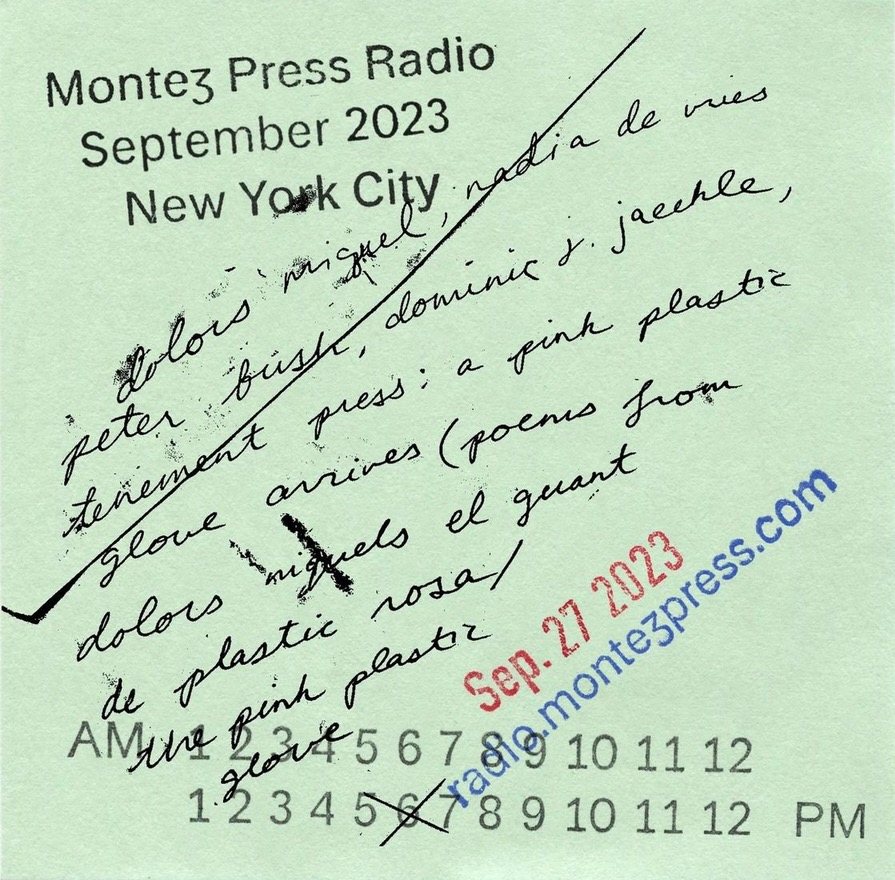 Monteʒ Press Radio
September 2023
New York City
dolors miquel, nadia de vries
peter bush, dominic j. jaeckle,
tenement press: a pink plastic
glove arrives (poems from
dolors miquels el guant
de plastic rosa/
the pink plastic
glove
Sep. 27 2023
radio.monteʒpress.com
AM 1 2 3 4 5 6 7 8 9 10 11 12
1 2 3 4 5 6 7 8 9 10 11 12 PM